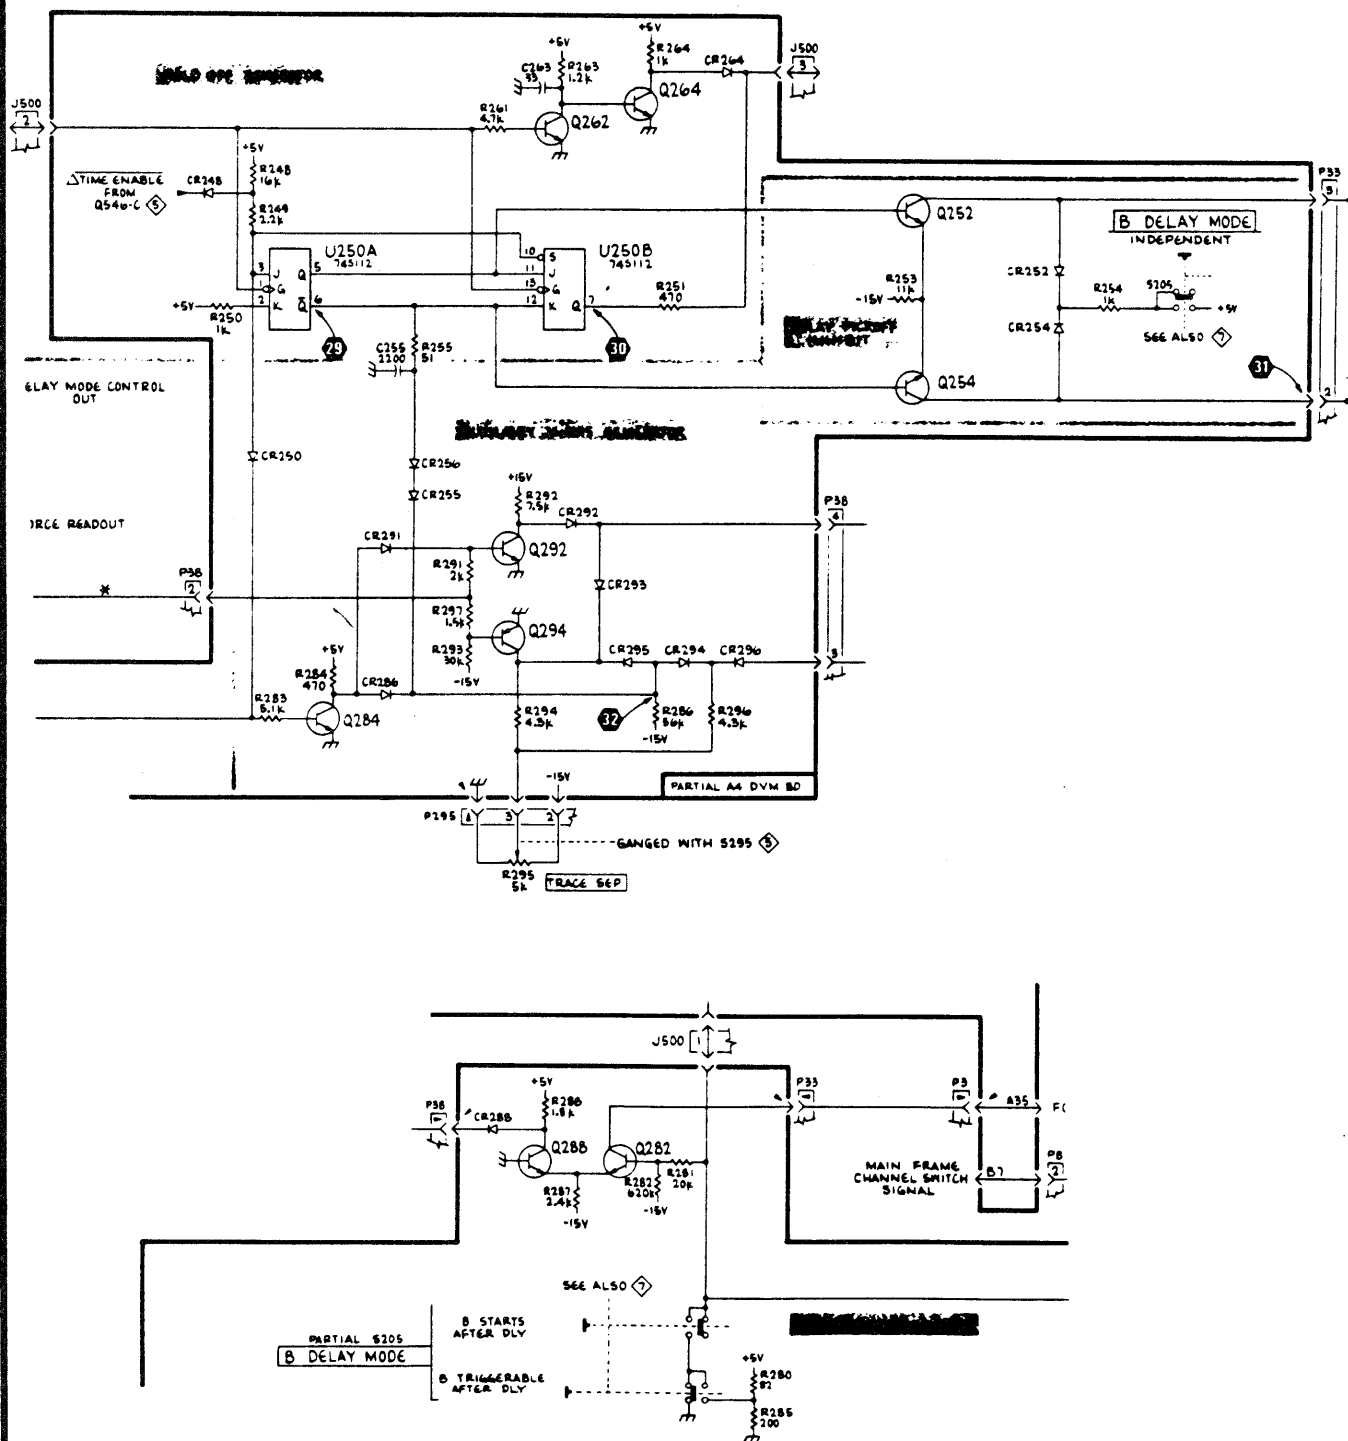 +5V
R264
1k
CR264
J500
3
+5V
R263
1.2k
C263
33
Q264
R261
4.7k
Q262
J500
2
+5V
R248
16k
CR248
△TIME ENABLE
FROM
Q546-C 5
R249
2.2k
U250A
74S112
3 J Q 5
1 G
2 K Q 6
+5V
R250
1k
29
U250B
74S112
10 S
11 J
13 G
12 K Q 7
30
R251
470
C255
2200
R255
51
Q252
R253
11k
-15V
Q254
B DELAY MODE
INDEPENDENT
CR252
CR254
R254
1k
S205
+5V
SEE ALSO 7
P33
3
31
2
ELAY MODE CONTROL
OUT
CR250
CR256
CR255
+15V
R292
7.5k
CR292
P38
4
ORCE READOUT
CR291
Q292
R291
2k
CR293
*
P38
2
R297
1.5k
Q294
R293
30k
-15V
CR295
CR294
CR296
3
+5V
R284
470
CR286
R283
5.1k
Q284
R294
4.3k
32
R286
56k
-15V
R296
4.3k
-15V
PARTIAL A4 DVM BD
P295
3
2
GANGED WITH S295 5
R295
5k
TRACE SEP
J500
1
+5V
R288
1.8k
P38
CR288
Q288
Q282
R287
2.4k
-15V
R282
620k
-15V
R281
20k
P33
4
P3
A35
MAIN FRAME
CHANNEL SWITCH
SIGNAL
B7
P8
2
SEE ALSO 7
B STARTS
AFTER DLY
PARTIAL S205
B DELAY MODE
B TRIGGERABLE
AFTER DLY
+5V
R280
82
R285
200